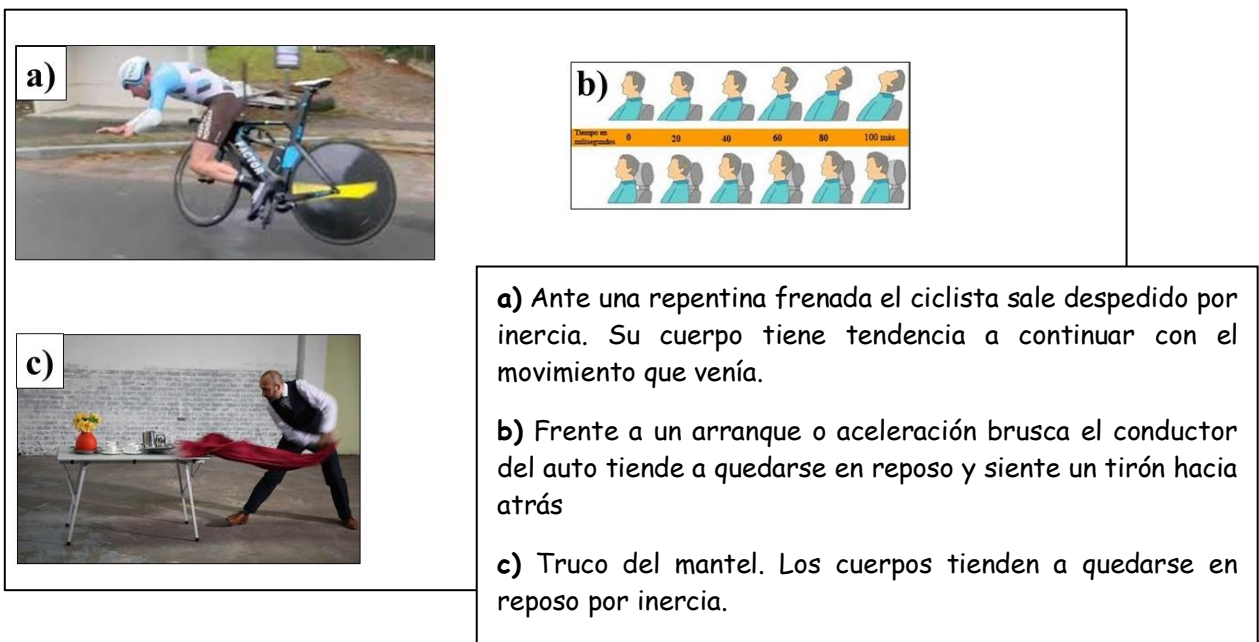 a)
FACTOR
b)
Tiempo en
milisegundos
0 20 40 60 80 100 más
c)
a) Ante una repentina frenada el ciclista sale despedido por
inercia. Su cuerpo tiene tendencia a continuar con el
movimiento que venía.
b) Frente a un arranque o aceleración brusca el conductor
del auto tiende a quedarse en reposo y siente un tirón hacia
atrás
c) Truco del mantel. Los cuerpos tienden a quedarse en
reposo por inercia.